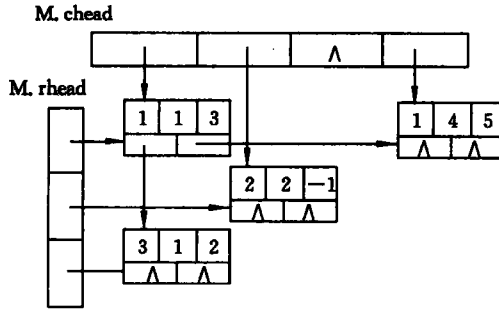 M. chead
∧
M. rhead
1 1 3
1 4 5
∧ ∧
2 2 -1
∧ ∧
3 1 2
∧ ∧